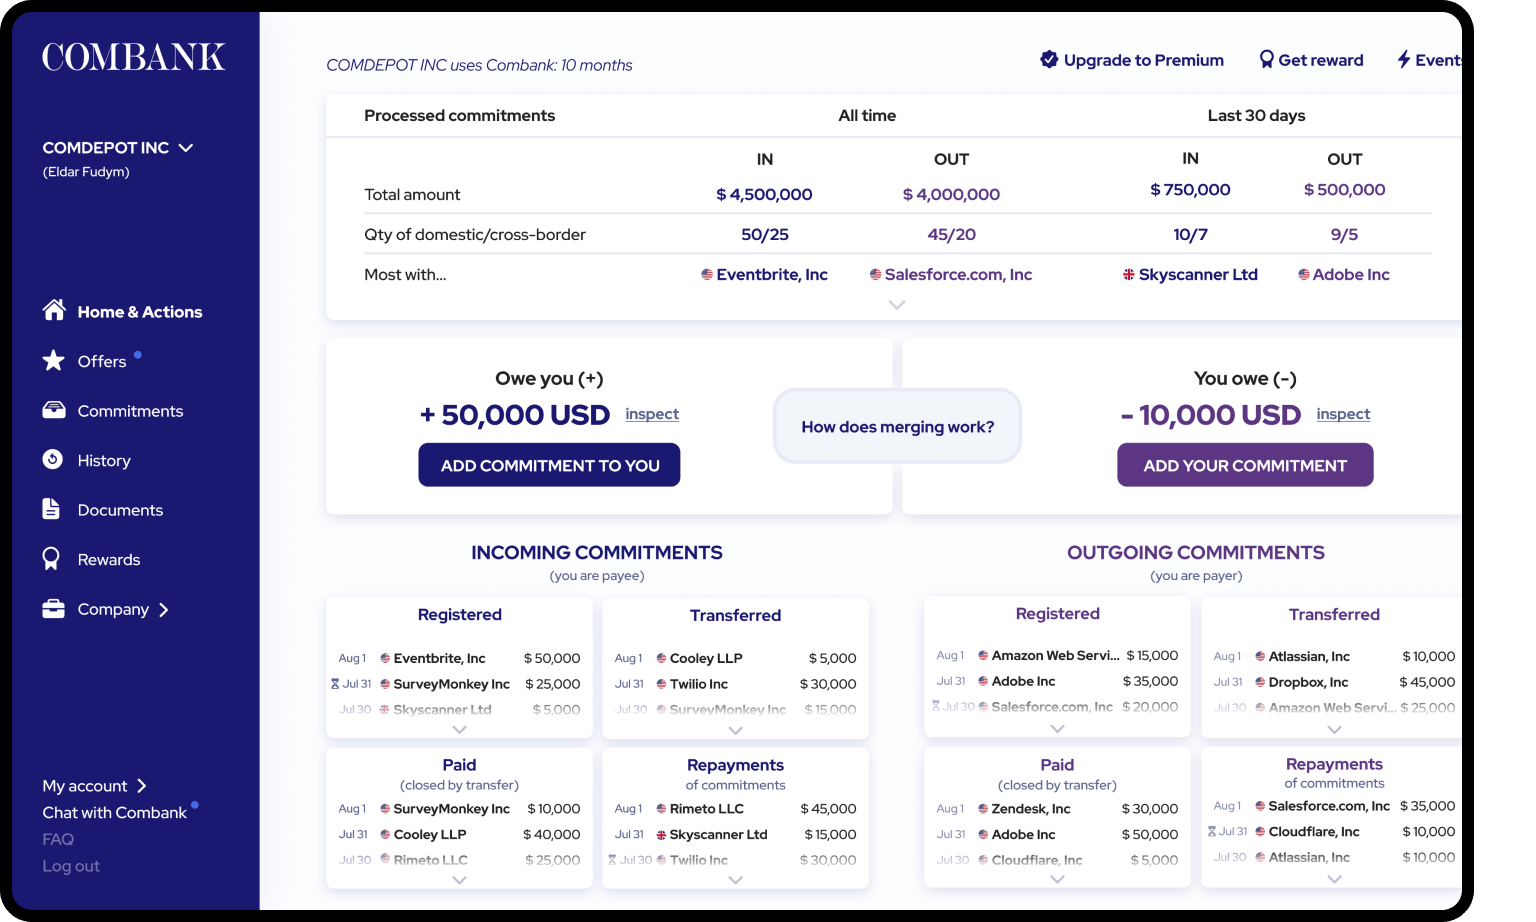 COMBANK
COMDEPOT INC
(Eldar Fudym)
Home & Actions
Offers
Commitments
History
Documents
Rewards
Company
My account
Chat with Combank
FAQ
Log out
COMDEPOT INC uses Combank: 10 months
Upgrade to Premium Get reward Events
Processed commitments All time Last 30 days
IN OUT IN OUT
Total amount $ 4,500,000 $ 4,000,000 $ 750,000 $ 500,000
Qty of domestic/cross-border 50/25 45/20 10/7 9/5
Most with... Eventbrite, Inc Salesforce.com, Inc Skyscanner Ltd Adobe Inc
Owe you (+)
+ 50,000 USD inspect
ADD COMMITMENT TO YOU
How does merging work?
You owe (-)
- 10,000 USD inspect
ADD YOUR COMMITMENT
INCOMING COMMITMENTS
(you are payee)
Registered
Aug 1 Eventbrite, Inc $ 50,000
Jul 31 SurveyMonkey Inc $ 25,000
Jul 30 Skyscanner Ltd $ 5,000
Transferred
Aug 1 Cooley LLP $ 5,000
Jul 31 Twilio Inc $ 30,000
Jul 30 SurveyMonkey Inc $ 15,000
Paid
(closed by transfer)
Aug 1 SurveyMonkey Inc $ 10,000
Jul 31 Cooley LLP $ 40,000
Jul 30 Rimeto LLC $ 25,000
Repayments
of commitments
Aug 1 Rimeto LLC $ 45,000
Jul 31 Skyscanner Ltd $ 15,000
Jul 30 Twilio Inc $ 30,000
OUTGOING COMMITMENTS
(you are payer)
Registered
Aug 1 Amazon Web Servi... $ 15,000
Jul 31 Adobe Inc $ 35,000
Jul 30 Salesforce.com, Inc $ 20,000
Transferred
Aug 1 Atlassian, Inc $ 10,000
Jul 31 Dropbox, Inc $ 45,000
Jul 30 Amazon Web Servi... $ 25,000
Paid
(closed by transfer)
Aug 1 Zendesk, Inc $ 30,000
Jul 31 Adobe Inc $ 50,000
Jul 30 Cloudflare, Inc $ 5,000
Repayments
of commitments
Aug 1 Salesforce.com, Inc $ 35,000
Jul 31 Cloudflare, Inc $ 10,000
Jul 30 Atlassian, Inc $ 10,000